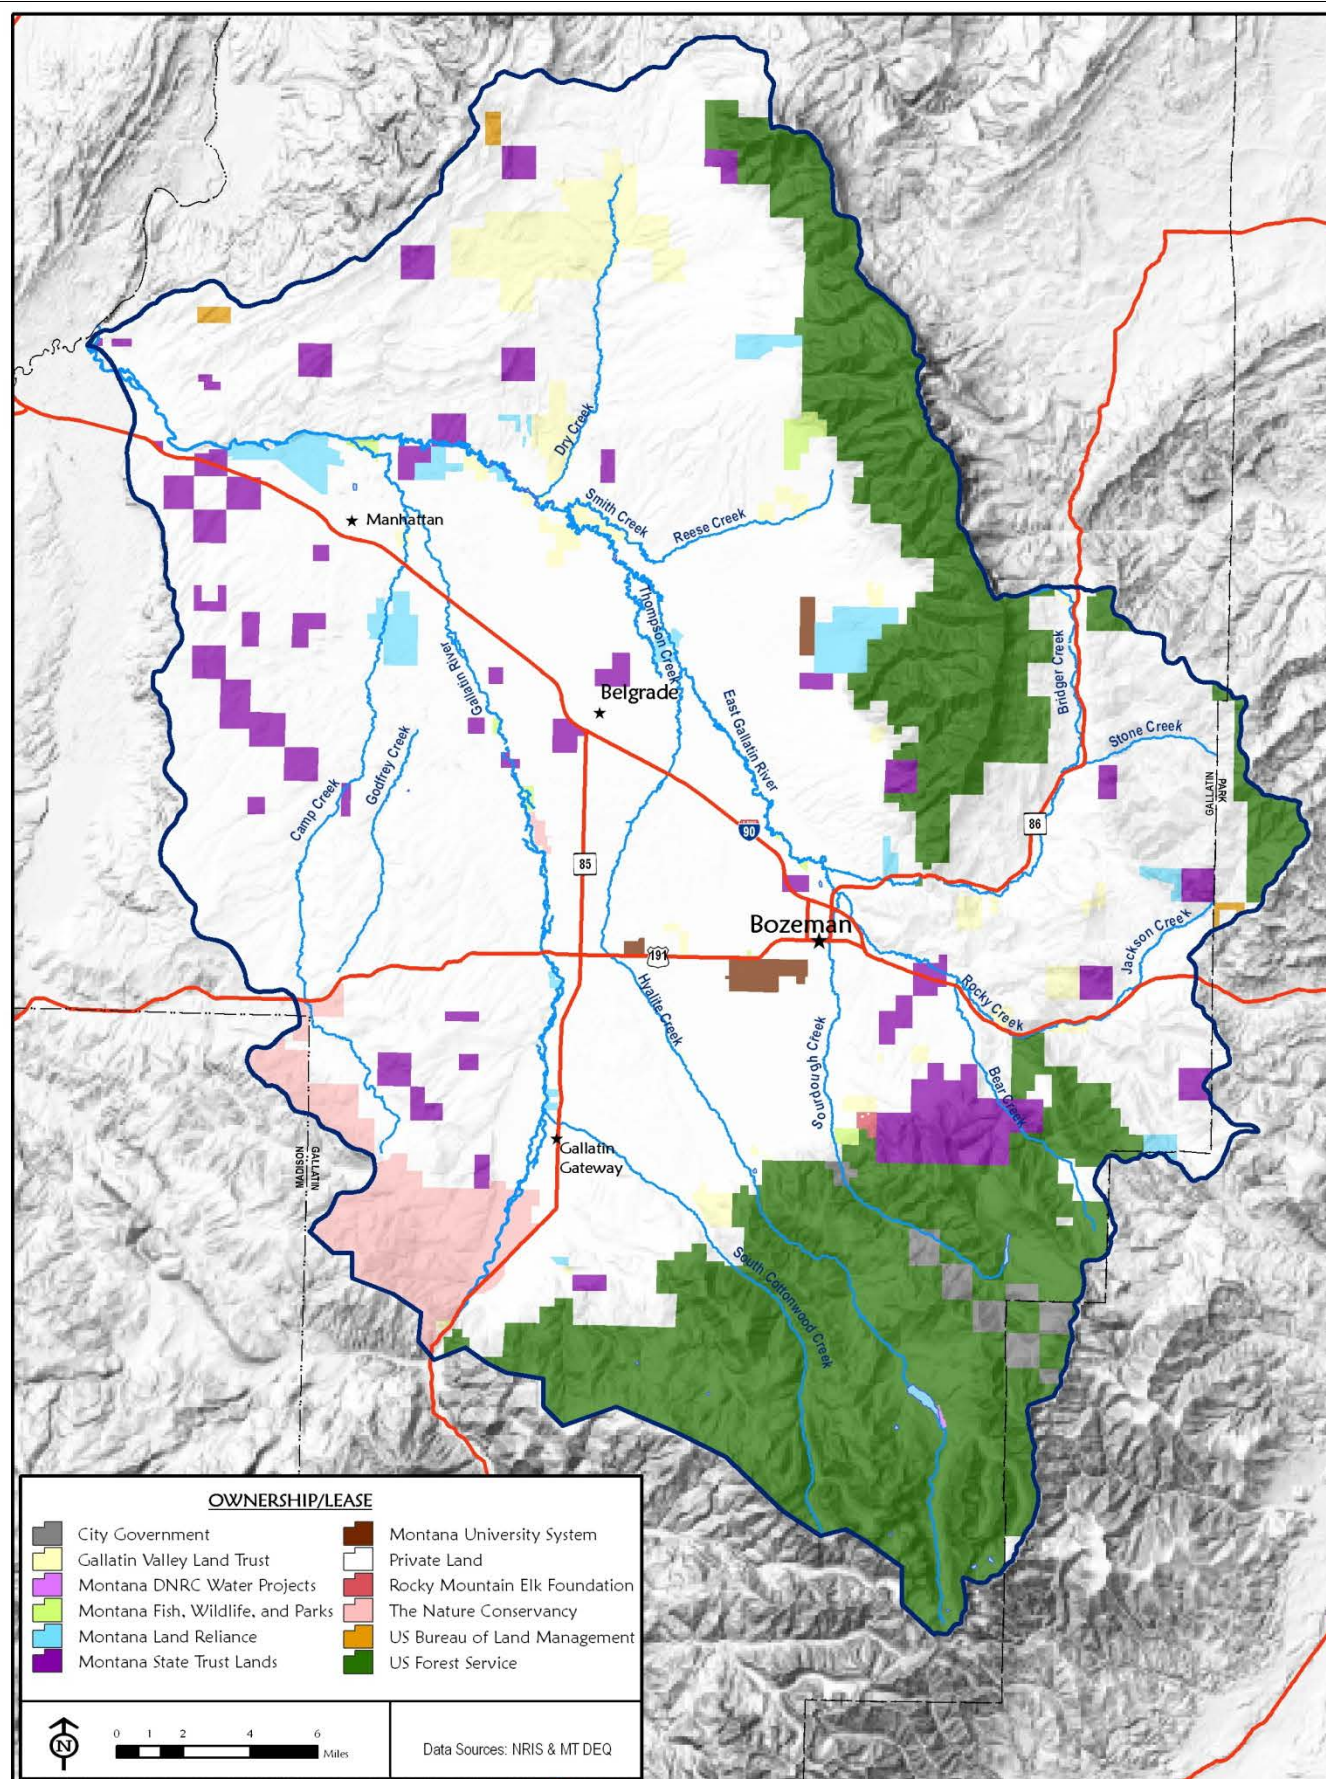 Dry Creek
Smith Creek
Reese Creek
Manhattan
Thompson Creek
Bridger Creek
Gallatin River
Belgrade
East Gallatin River
Stone Creek
Godfrey Creek
Camp Creek
GALLATIN
PARK
90
86
85
Bozeman
Jackson Creek
191
Hyalite Creek
Rocky Creek
Sourdough Creek
Bear Creek
MADISON
GALLATIN
Gallatin
Gateway
South Cottonwood Creek
OWNERSHIP/LEASE
City Government
Gallatin Valley Land Trust
Montana DNRC Water Projects
Montana Fish, Wildlife, and Parks
Montana Land Reliance
Montana State Trust Lands
Montana University System
Private Land
Rocky Mountain Elk Foundation
The Nature Conservancy
US Bureau of Land Management
US Forest Service
N
0 1 2 4 6
Miles
Data Sources: NRIS & MT DEQ